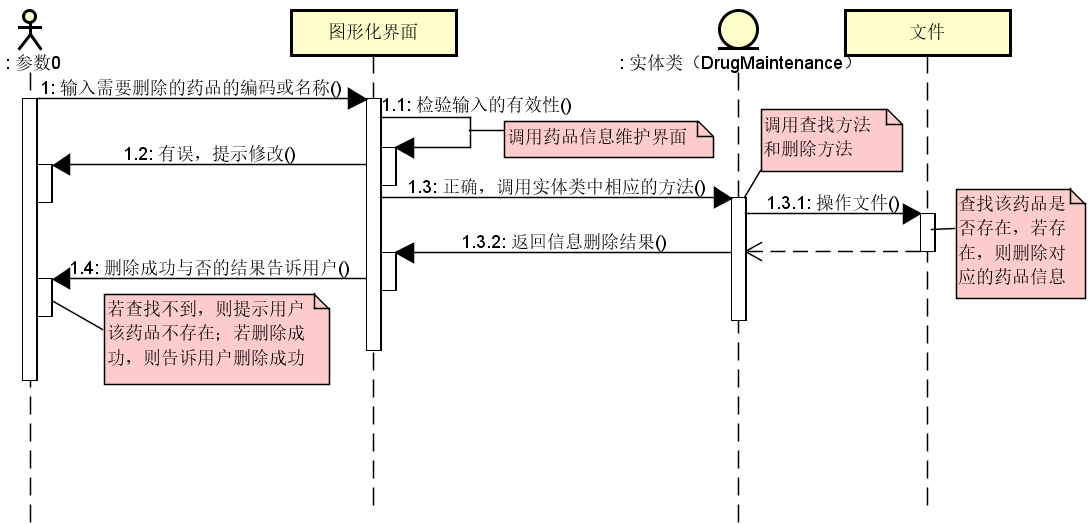 图形化界面
文件
: 参数0
: 实体类（DrugMaintenance）
1: 输入需要删除的药品的编码或名称()
1.1: 检验输入的有效性()
调用药品信息维护界面
调用查找方法
和删除方法
1.2: 有误，提示修改()
1.3: 正确，调用实体类中相应的方法()
1.3.1: 操作文件()
查找该药品是
否存在，若存
在，则删除对
应的药品信息
1.3.2: 返回信息删除结果()
1.4: 删除成功与否的结果告诉用户()
若查找不到，则提示用户
该药品不存在；若删除成
功，则告诉用户删除成功